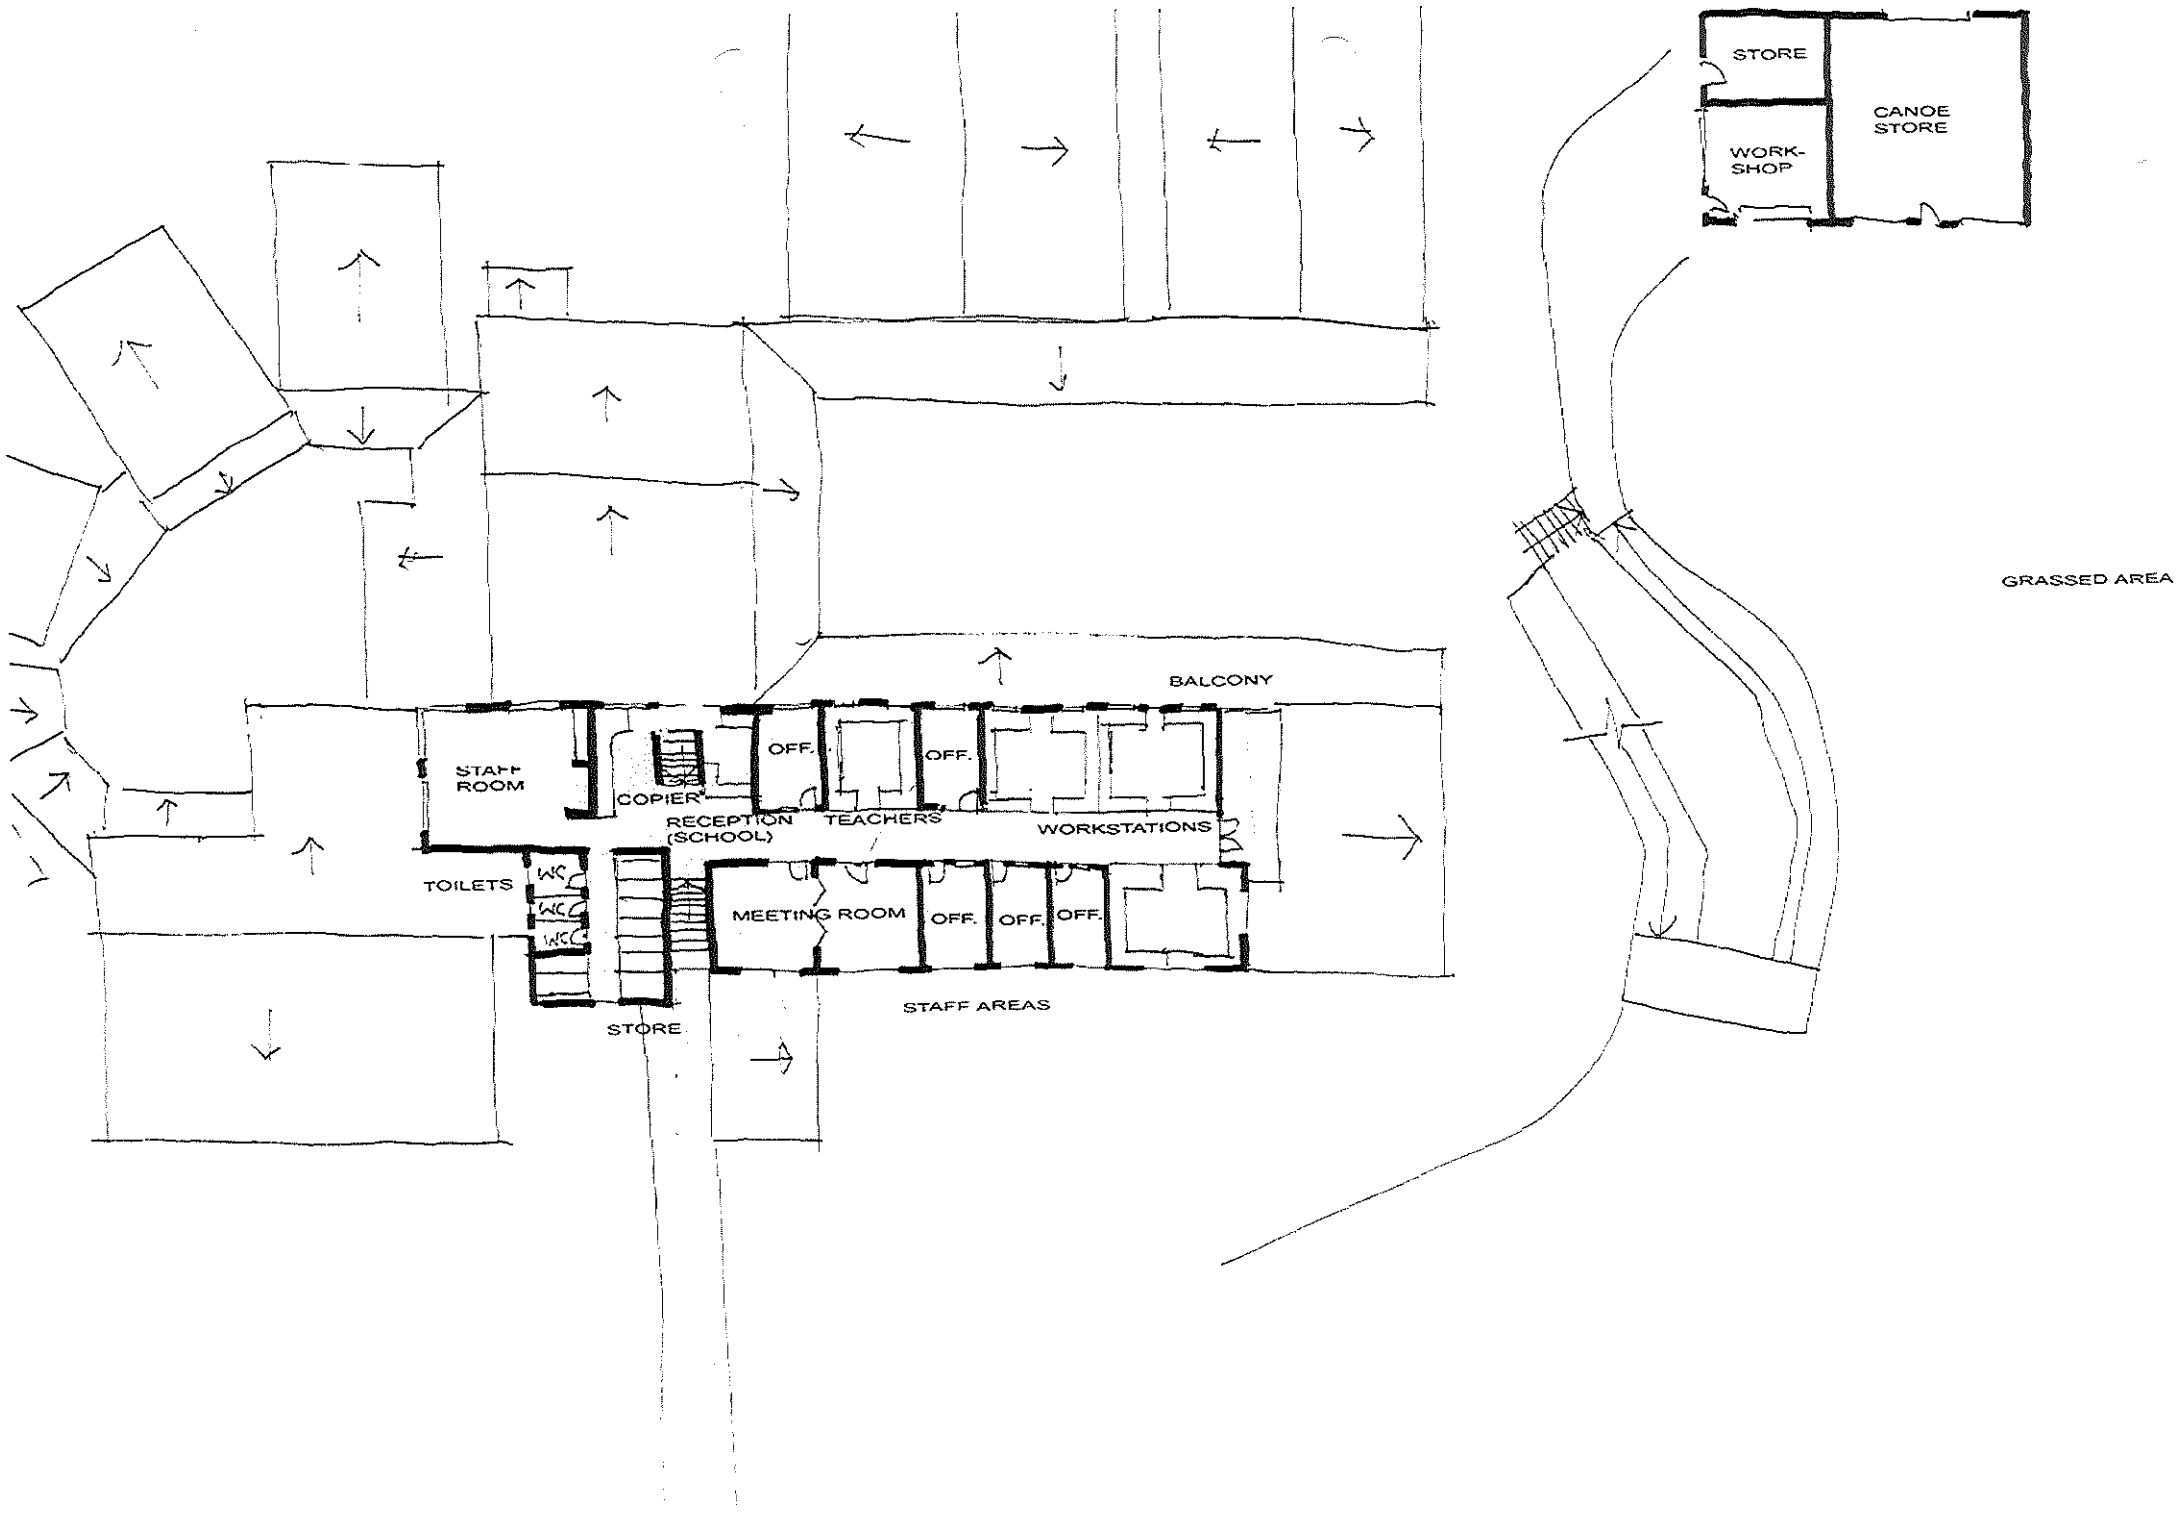 STORE
CANOE
STORE
WORK-
SHOP
GRASSED AREA
BALCONY
OFF.
OFF.
STAFF
ROOM
COPIER
RECEPTION
(SCHOOL)
TEACHERS
WORKSTATIONS
TOILETS
WC
WC
WC
MEETING ROOM
OFF.
OFF.
OFF.
STORE
STAFF AREAS